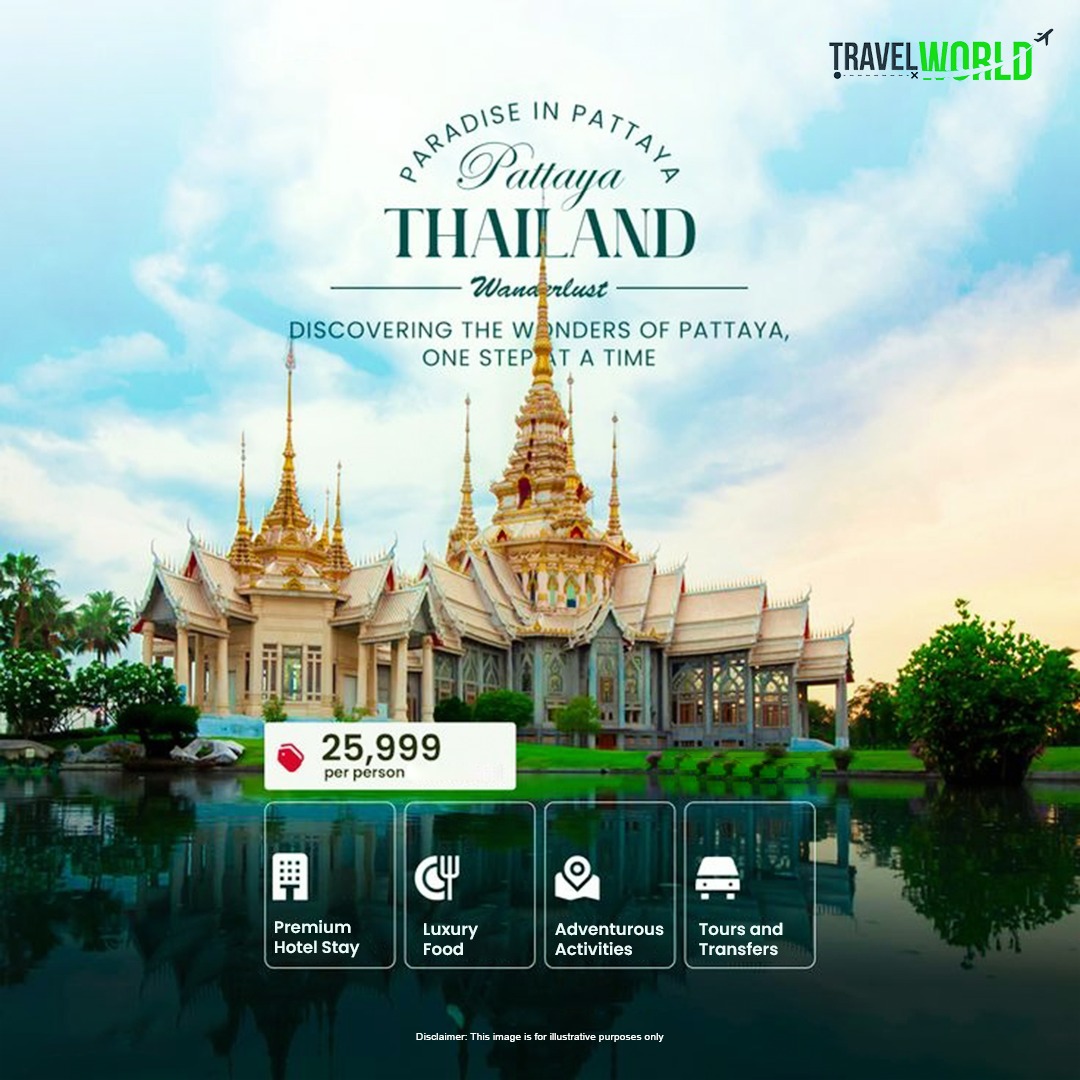 TRAVELWORLD
PARADISE IN PATTAYA
Pattaya
THAILAND
Wanderlust
DISCOVERING THE WONDERS OF PATTAYA,
ONE STEP AT A TIME
25,999
per person
Premium
Hotel Stay
Luxury
Food
Adventurous
Activities
Tours and
Transfers
Disclaimer: This image is for illustrative purposes only